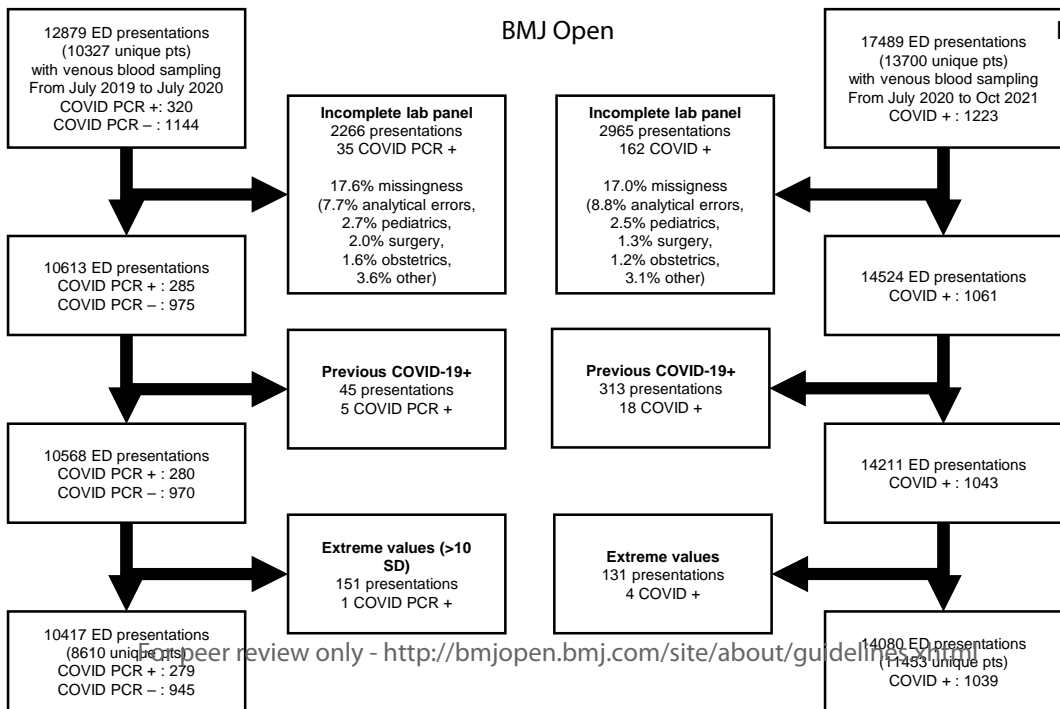 BMJ Open
12879 ED presentations
(10327 unique pts)
with venous blood sampling
From July 2019 to July 2020
COVID PCR +: 320
COVID PCR – : 1144
Incomplete lab panel
2266 presentations
35 COVID PCR +
17.6% missingness
(7.7% analytical errors,
2.7% pediatrics,
2.0% surgery,
1.6% obstetrics,
3.6% other)
10613 ED presentations
COVID PCR + : 285
COVID PCR – : 975
Previous COVID-19+
45 presentations
5 COVID PCR +
10568 ED presentations
COVID PCR + : 280
COVID PCR – : 970
Extreme values (>10
SD)
151 presentations
1 COVID PCR +
10417 ED presentations
(8610 unique pts)
COVID PCR + : 279
COVID PCR – : 945
17489 ED presentations
(13700 unique pts)
with venous blood sampling
From July 2020 to Oct 2021
COVID + : 1223
Incomplete lab panel
2965 presentations
162 COVID +
17.0% missigness
(8.8% analytical errors,
2.5% pediatrics,
1.3% surgery,
1.2% obstetrics,
3.1% other)
14524 ED presentations
COVID + : 1061
Previous COVID-19+
313 presentations
18 COVID +
14211 ED presentations
COVID + : 1043
Extreme values
131 presentations
4 COVID +
14080 ED presentations
(11453 unique pts)
COVID + : 1039
For peer review only - http://bmjopen.bmj.com/site/about/guidelines.xhtml